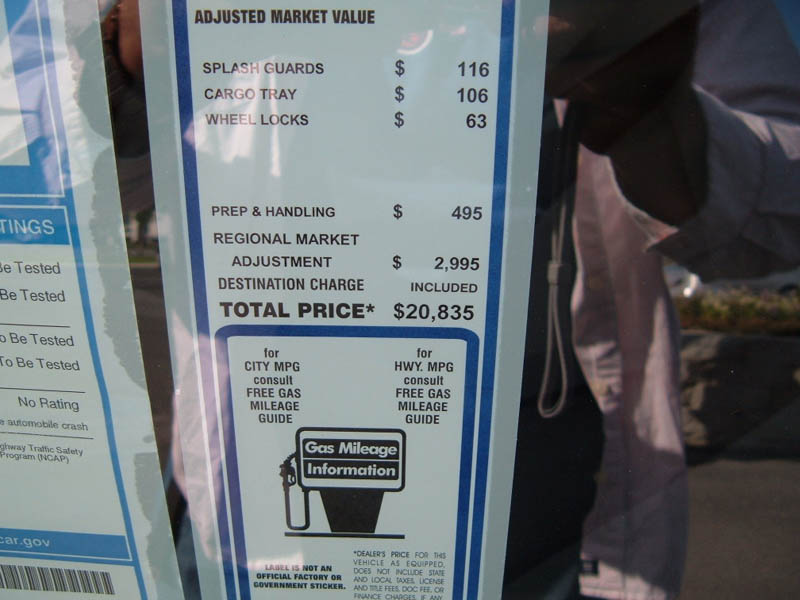 ADJUSTED MARKET VALUE
SPLASH GUARDS $ 116
CARGO TRAY $ 106
WHEEL LOCKS $ 63
PREP & HANDLING $ 495
REGIONAL MARKET
ADJUSTMENT $ 2,995
DESTINATION CHARGE INCLUDED
TOTAL PRICE* $20,835
for
CITY MPG
consult
FREE GAS
MILEAGE
GUIDE
for
HWY. MPG
consult
FREE GAS
MILEAGE
GUIDE
Gas Mileage
Information
LABEL IS NOT AN
OFFICIAL FACTORY OR
GOVERNMENT STICKER.
*DEALER'S PRICE FOR THIS
VEHICLE AS EQUIPPED,
DOES NOT INCLUDE STATE
AND LOCAL TAXES, LICENSE
AND TITLE FEES, DOC FEE, OR
FINANCE CHARGES, IF ANY
TINGS
Be Tested
Be Tested
o Be Tested
To Be Tested
No Rating
e automobile crash
ghway Traffic Safety
Program (NCAP)
car.gov